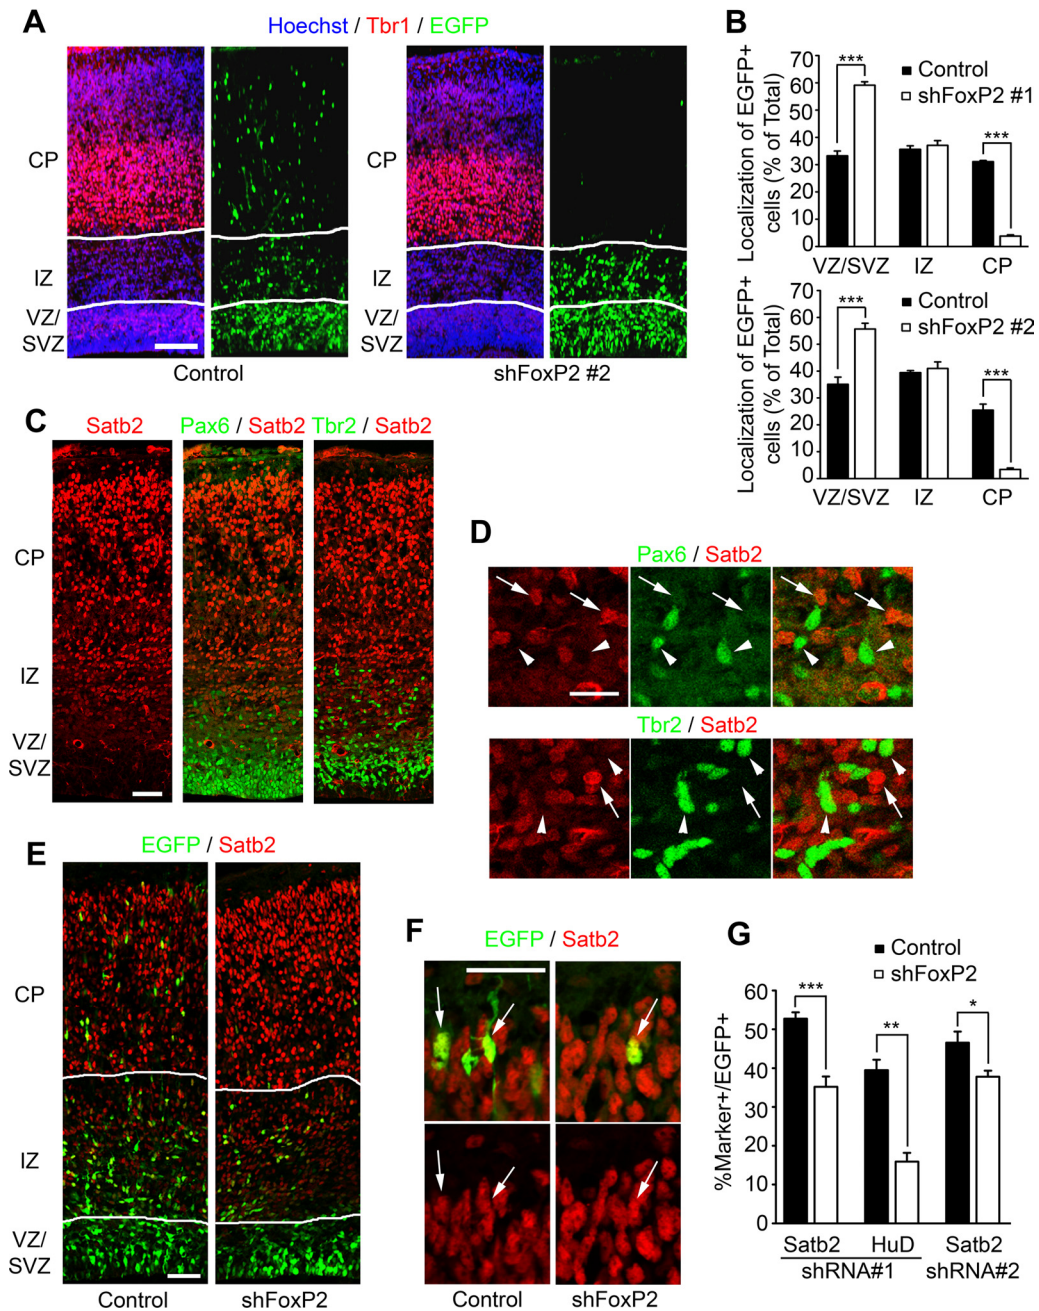 A
Hoechst / Tbr1 / EGFP
CP
IZ
VZ/
SVZ
Control
CP
IZ
VZ/
SVZ
shFoxP2 #2
B
Localization of EGFP+
cells (% of Total)
70
60
50
40
30
20
10
0
***
***
Control
shFoxP2 #1
VZ/SVZ
IZ
CP
Localization of EGFP+
cells (% of Total)
70
60
50
40
30
20
10
0
***
***
Control
shFoxP2 #2
VZ/SVZ
IZ
CP
C
Satb2
Pax6 / Satb2
Tbr2 / Satb2
CP
IZ
VZ/
SVZ
D
Pax6 / Satb2
Tbr2 / Satb2
E
EGFP / Satb2
CP
IZ
VZ/
SVZ
Control
shFoxP2
F
EGFP / Satb2
Control
shFoxP2
G
Control
shFoxP2
%Marker+/EGFP+
60
50
40
30
20
10
0
***
**
*
Satb2
HuD
Satb2
shRNA#1
shRNA#2